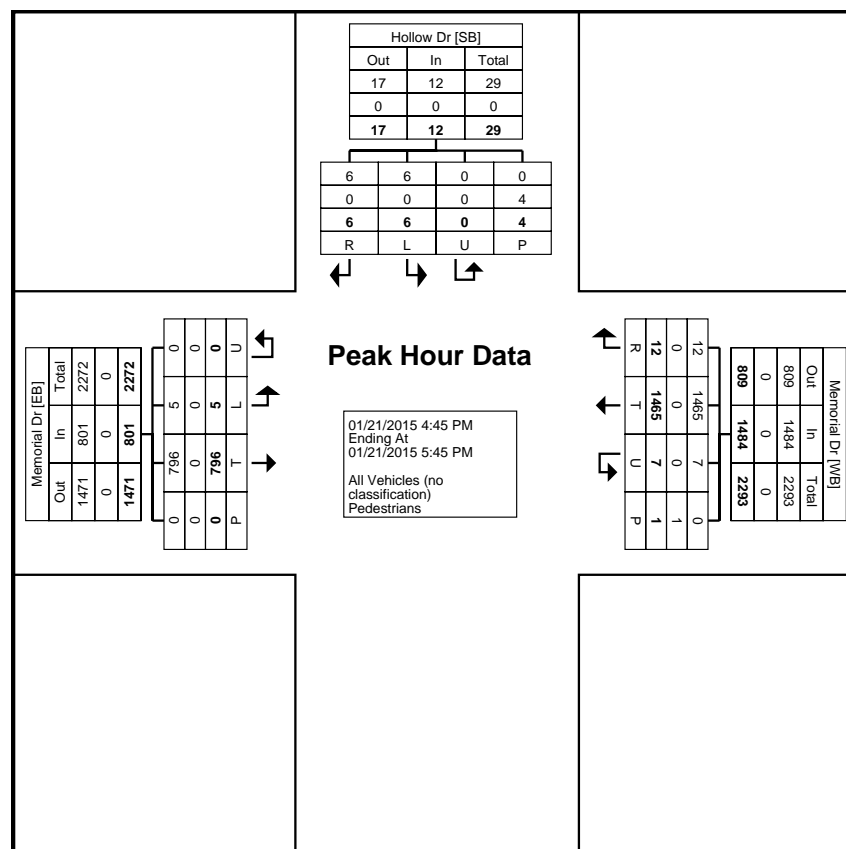 Hollow Dr [SB]
Out In Total
17 12 29
0 0 0
17 12 29
6 6 0 0
0 0 0 4
6 6 0 4
R L U P
Memorial Dr [EB]
Total In Out
2272 801 1471
0 0 0
2272 801 1471
0 5 796 0
0 0 0 0
0 5 796 0
U L T P
Peak Hour Data
01/21/2015 4:45 PM
Ending At
01/21/2015 5:45 PM
All Vehicles (no
classification)
Pedestrians
Memorial Dr [WB]
Out In Total
809 1484 2293
0 0 0
809 1484 2293
12 1465 7 0
0 0 0 1
12 1465 7 1
R T U P